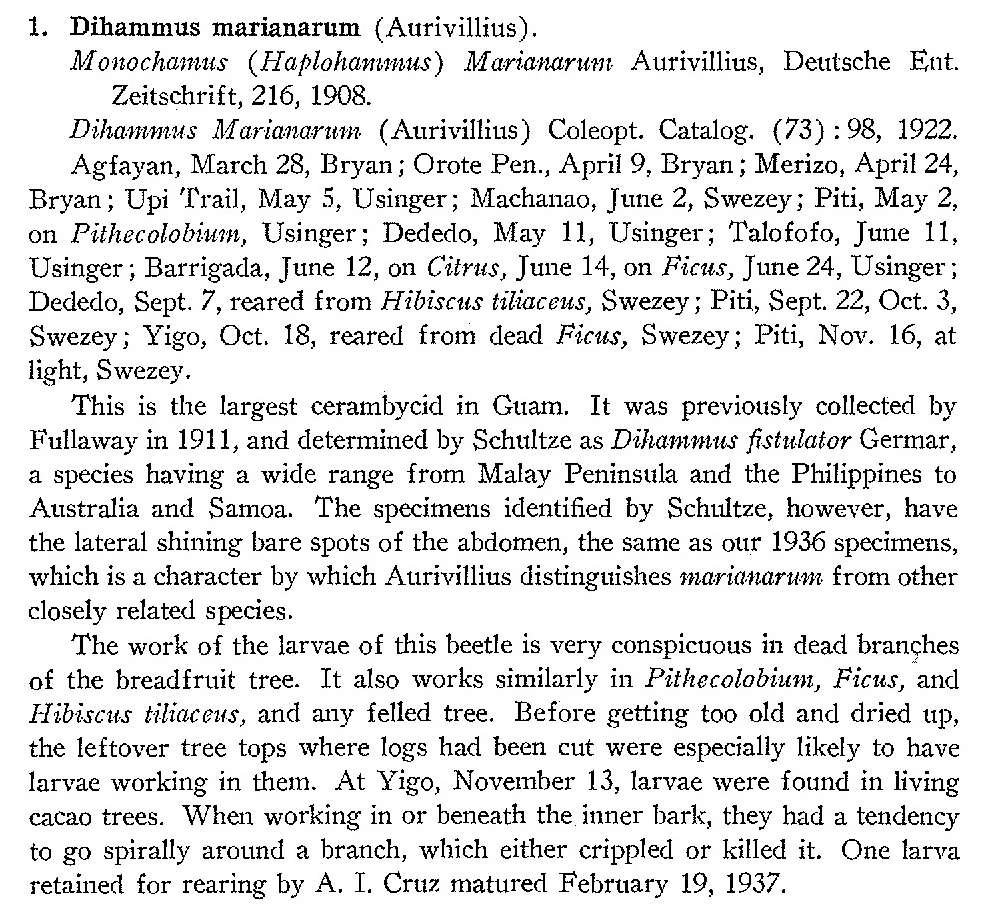 1. Dihammus marianarum (Aurivillius).
Monochamus (Haplohammus) Marianarum Aurivillius, Deutsche Ent.
Zeitschrift, 216, 1908.
Dihammus Marianarum (Aurivillius) Coleopt. Catalog. (73) : 98, 1922.
Agfayan, March 28, Bryan; Orote Pen., April 9, Bryan; Merizo, April 24,
Bryan; Upi Trail, May 5, Usinger; Machanao, June 2, Swezey; Piti, May 2,
on Pithecolobium, Usinger; Dededo, May 11, Usinger; Talofofo, June 11,
Usinger; Barrigada, June 12, on Citrus, June 14, on Ficus, June 24, Usinger;
Dededo, Sept. 7, reared from Hibiscus tiliaceus, Swezey; Piti, Sept. 22, Oct. 3,
Swezey; Yigo, Oct. 18, reared from dead Ficus, Swezey; Piti, Nov. 16, at
light, Swezey.
This is the largest cerambycid in Guam. It was previously collected by
Fullaway in 1911, and determined by Schultze as Dihammus fistulator Germar,
a species having a wide range from Malay Peninsula and the Philippines to
Australia and Samoa. The specimens identified by Schultze, however, have
the lateral shining bare spots of the abdomen, the same as our 1936 specimens,
which is a character by which Aurivillius distinguishes marianarum from other
closely related species.
The work of the larvae of this beetle is very conspicuous in dead branches
of the breadfruit tree. It also works similarly in Pithecolobium, Ficus, and
Hibiscus tiliaceus, and any felled tree. Before getting too old and dried up,
the leftover tree tops where logs had been cut were especially likely to have
larvae working in them. At Yigo, November 13, larvae were found in living
cacao trees. When working in or beneath the inner bark, they had a tendency
to go spirally around a branch, which either crippled or killed it. One larva
retained for rearing by A. I. Cruz matured February 19, 1937.